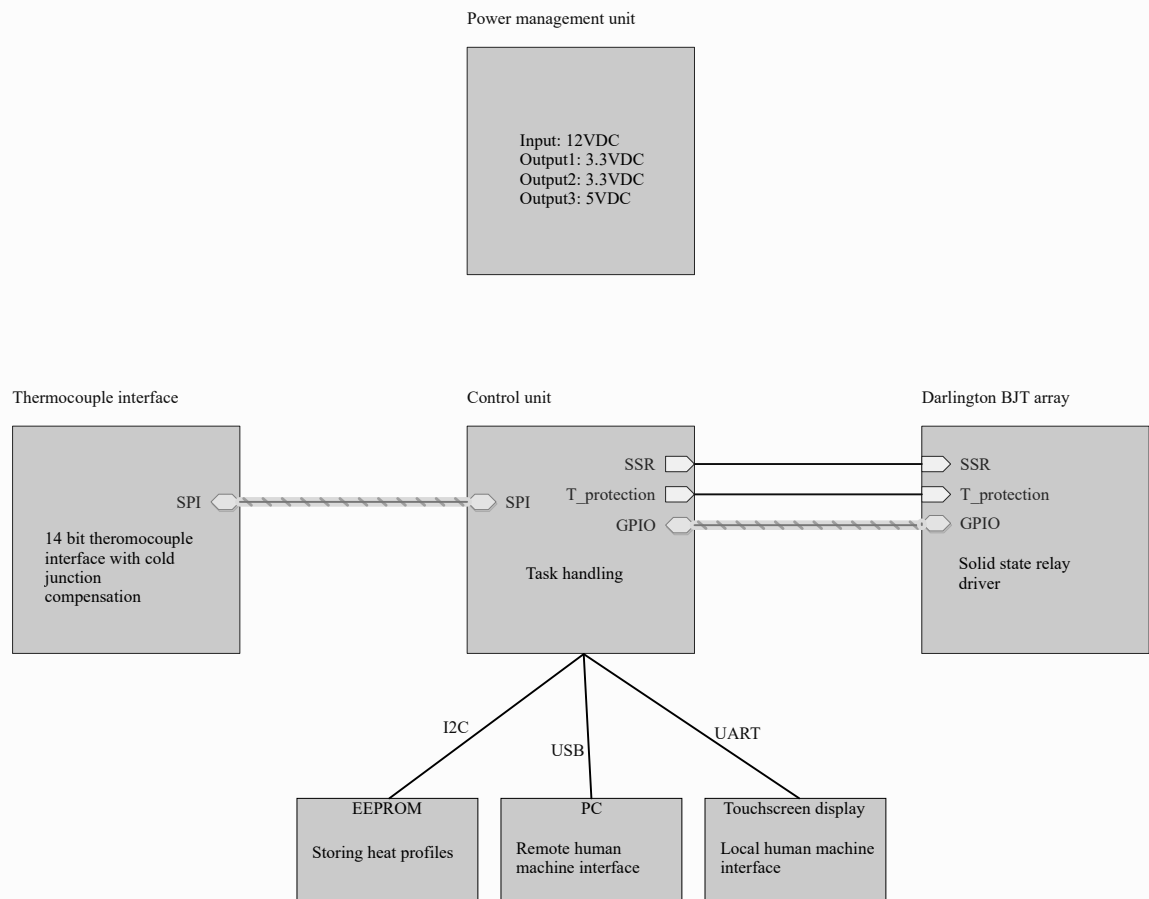 Power management unit
Input: 12VDC
Output1: 3.3VDC
Output2: 3.3VDC
Output3: 5VDC
Thermocouple interface
SPI
14 bit theromocouple
interface with cold
junction
compensation
Control unit
SPI
SSR
T_protection
GPIO
Task handling
Darlington BJT array
SSR
T_protection
GPIO
Solid state relay
driver
I2C
USB
UART
EEPROM
Storing heat profiles
PC
Remote human
machine interface
Touchscreen display
Local human machine
interface